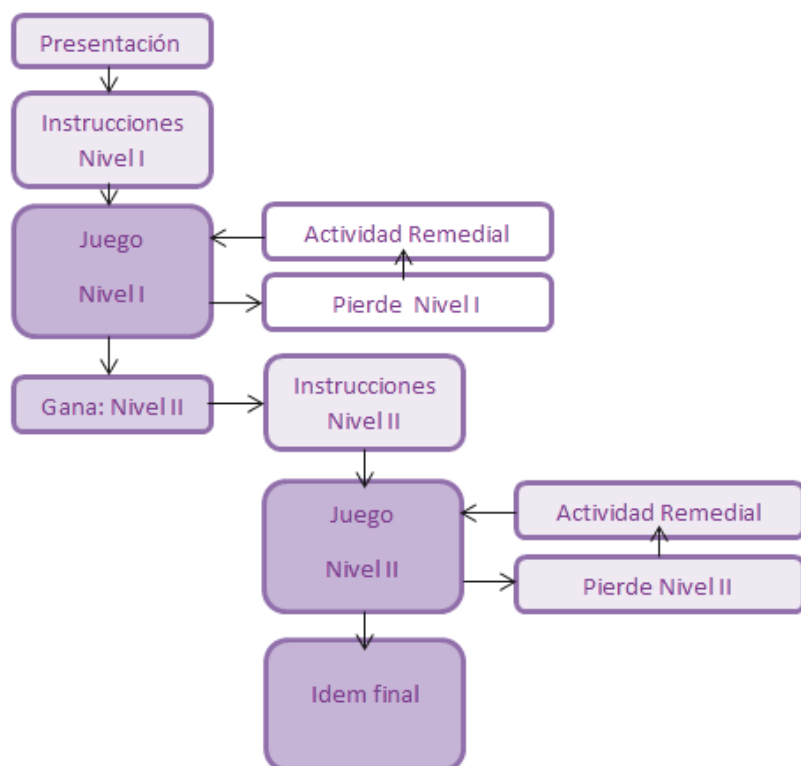 Presentación
Instrucciones
Nivel I
Juego
Nivel I
Actividad Remedial
Pierde Nivel I
Gana: Nivel II
Instrucciones
Nivel II
Juego
Nivel II
Actividad Remedial
Pierde Nivel II
Idem final